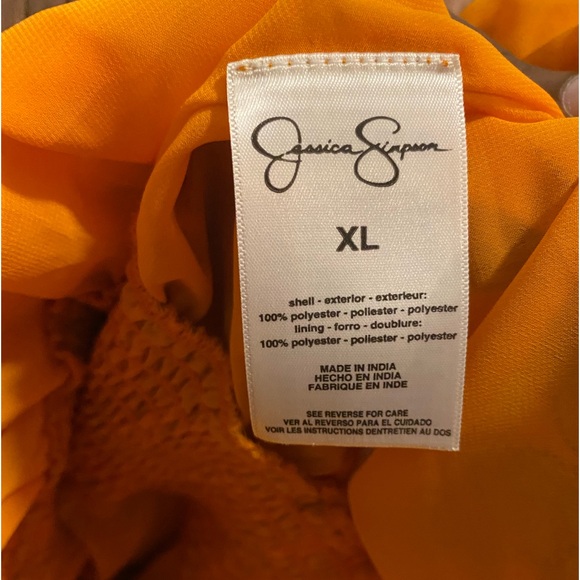 Jessica Simpson
XL
shell - exterior - exterieur:
100% polyester - poliester - polyester
lining - forro - doublure:
100% polyester - poliester - polyester
MADE IN INDIA
HECHO EN INDIA
FABRIQUE EN INDE
SEE REVERSE FOR CARE
VER AL REVERSO PARA EL CUIDADO
VOIR LES INSTRUCTIONS DENTRETIEN AU DOS